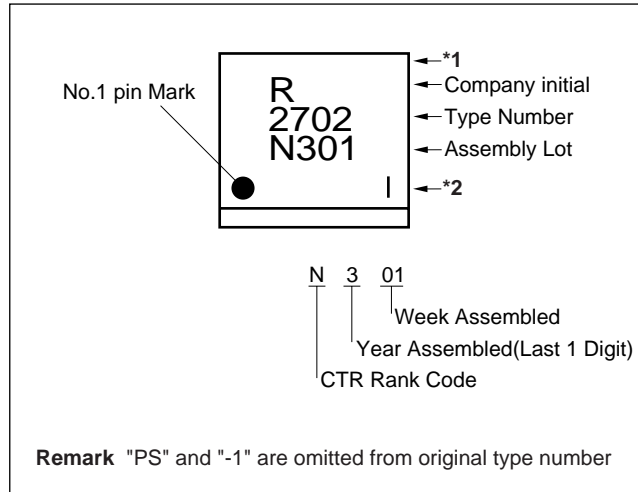 *1
No.1 pin Mark
R
Company initial
2702
Type Number
N301
Assembly Lot
*2
N 3 01
Week Assembled
Year Assembled(Last 1 Digit)
CTR Rank Code
Remark "PS" and "-1" are omitted from original type number